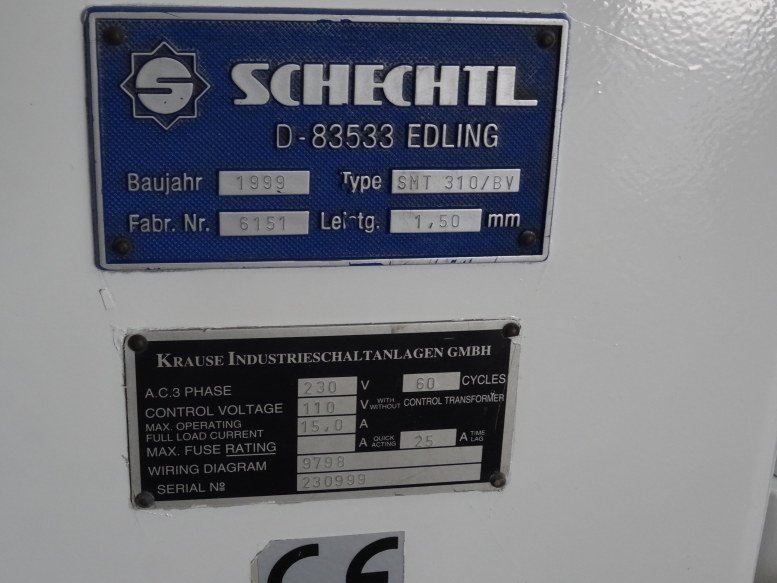 S SCHECHTL
D-83533 EDLING
Baujahr 1999 Type SMT 310/BV
Fabr. Nr. 6151 Leistg. 1,50 mm
KRAUSE INDUSTRIESCHALTANLAGEN GMBH
A.C.3 PHASE 230 V 60 CYCLES
CONTROL VOLTAGE 110 V WITH WITHOUT CONTROL TRANSFORMER
MAX. OPERATING
FULL LOAD CURRENT 15,0 A
MAX. FUSE RATING A QUICK ACTING 25 A TIME LAG
WIRING DIAGRAM 9798
SERIAL Nº 230999
CE